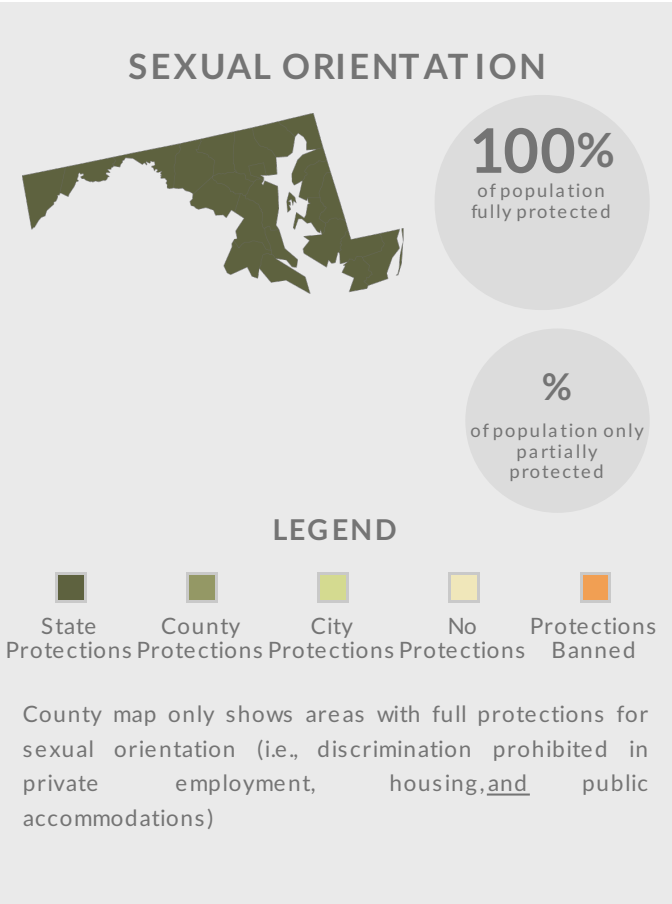 SEXUAL ORIENTATION
100%
of population
fully protected
%
of population only
partially
protected
LEGEND
State
Protections
County
Protections
City
Protections
No
Protections
Protections
Banned
County map only shows areas with full protections for
sexual orientation (i.e., discrimination prohibited in
private employment, housing,and public
accommodations)